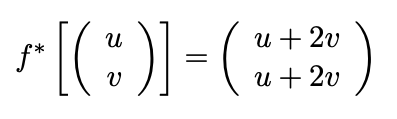 f* [( u
v )] = ( u + 2v
u + 2v )